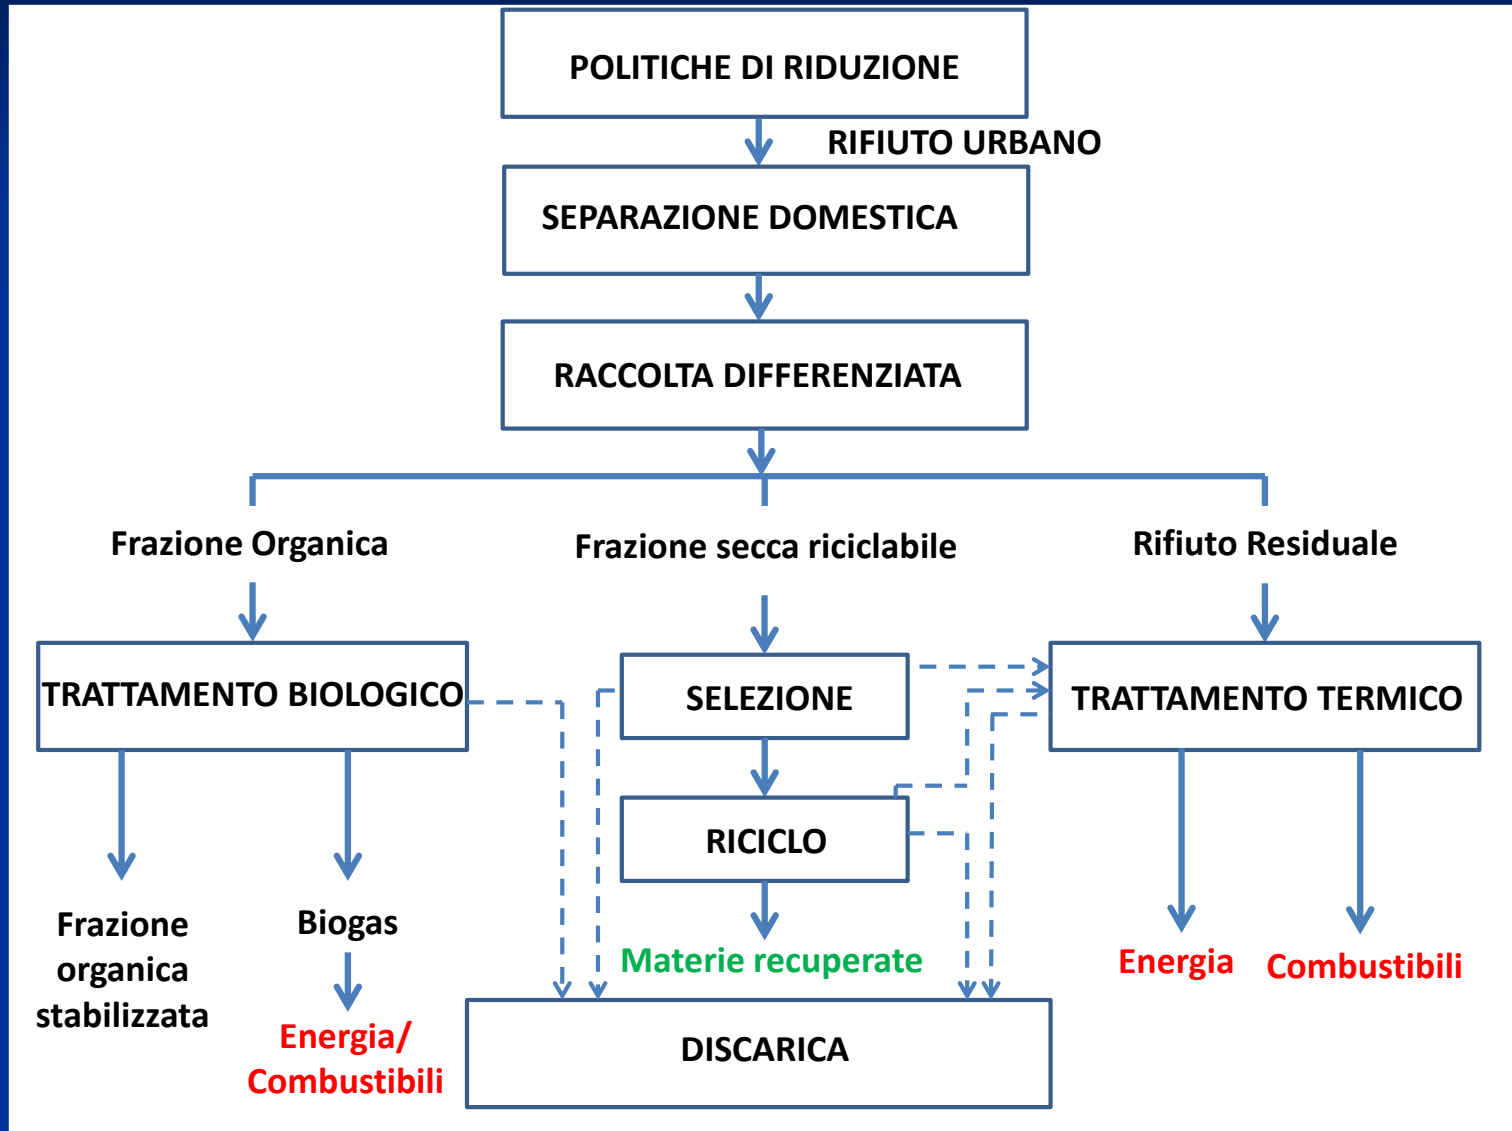 POLITICHE DI RIDUZIONE
RIFIUTO URBANO
SEPARAZIONE DOMESTICA
RACCOLTA DIFFERENZIATA
Frazione Organica
Frazione secca riciclabile
Rifiuto Residuale
TRATTAMENTO BIOLOGICO
SELEZIONE
TRATTAMENTO TERMICO
RICICLO
Frazione
organica
stabilizzata
Biogas
Energia/
Combustibili
Materie recuperate
Energia
Combustibili
DISCARICA